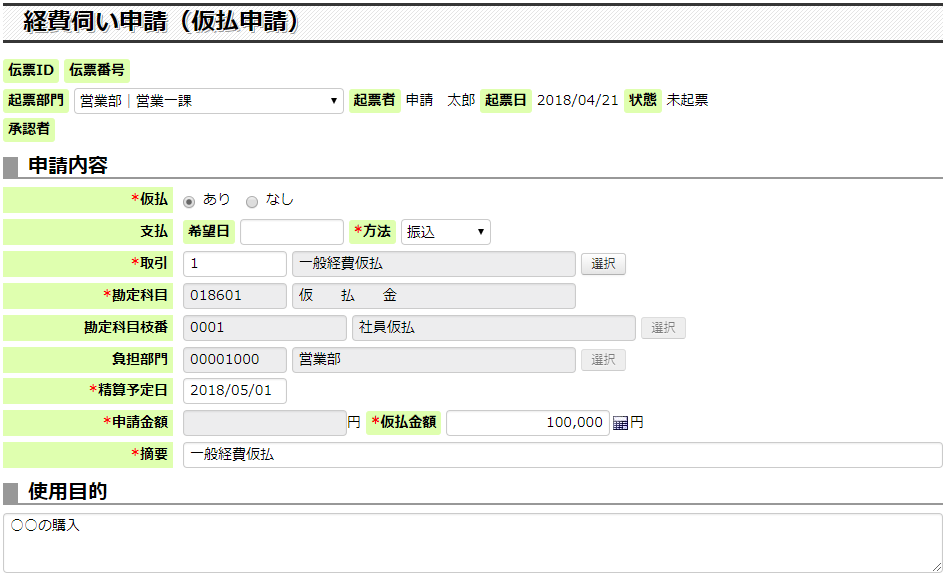 経費伺い申請（仮払申請）
伝票ID 伝票番号
起票部門 営業部｜営業一課 起票者 申請　太郎 起票日 2018/04/21 状態 未起票
承認者
申請内容
*仮払 あり なし
支払 希望日 *方法 振込
*取引 1 一般経費仮払 選択
*勘定科目 018601 仮　　払　　金
勘定科目枝番 0001 社員仮払 選択
負担部門 00001000 営業部 選択
*精算予定日 2018/05/01
*申請金額 円 *仮払金額 100,000 円
*摘要 一般経費仮払
使用目的
○○の購入